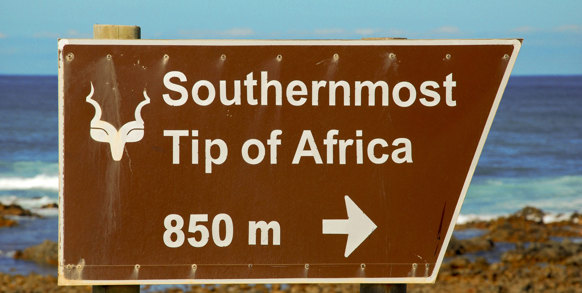 Southernmost
Tip of Africa
850 m